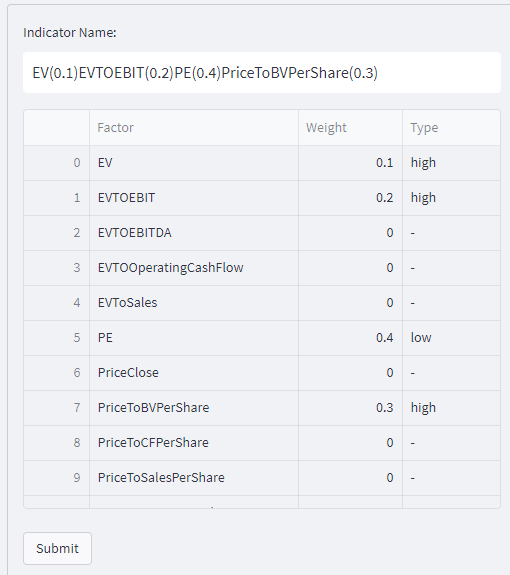 Indicator Name:
EV(0.1)EVTOEBIT(0.2)PE(0.4)PriceToBVPerShare(0.3)
Factor Weight Type
0 EV 0.1 high
1 EVTOEBIT 0.2 high
2 EVTOEBITDA 0 -
3 EVTOOperatingCashFlow 0 -
4 EVToSales 0 -
5 PE 0.4 low
6 PriceClose 0 -
7 PriceToBVPerShare 0.3 high
8 PriceToCFPerShare 0 -
9 PriceToSalesPerShare 0 -
Submit